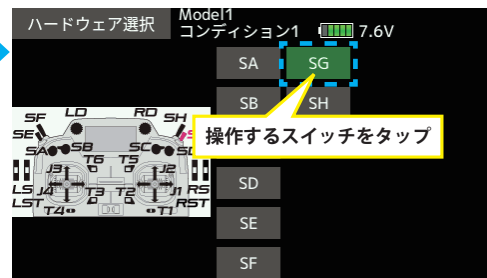 ハードウェア選択
Model1
コンディション1 7.6V
SA SG
SB SH
操作するスイッチをタップ
SD
SE
SF
SF LD RD SH
SE
SA SB SC SD
T6 T5
J3 J2
LS J4 T3 T2 J1 RS
LST T4 T1 RST